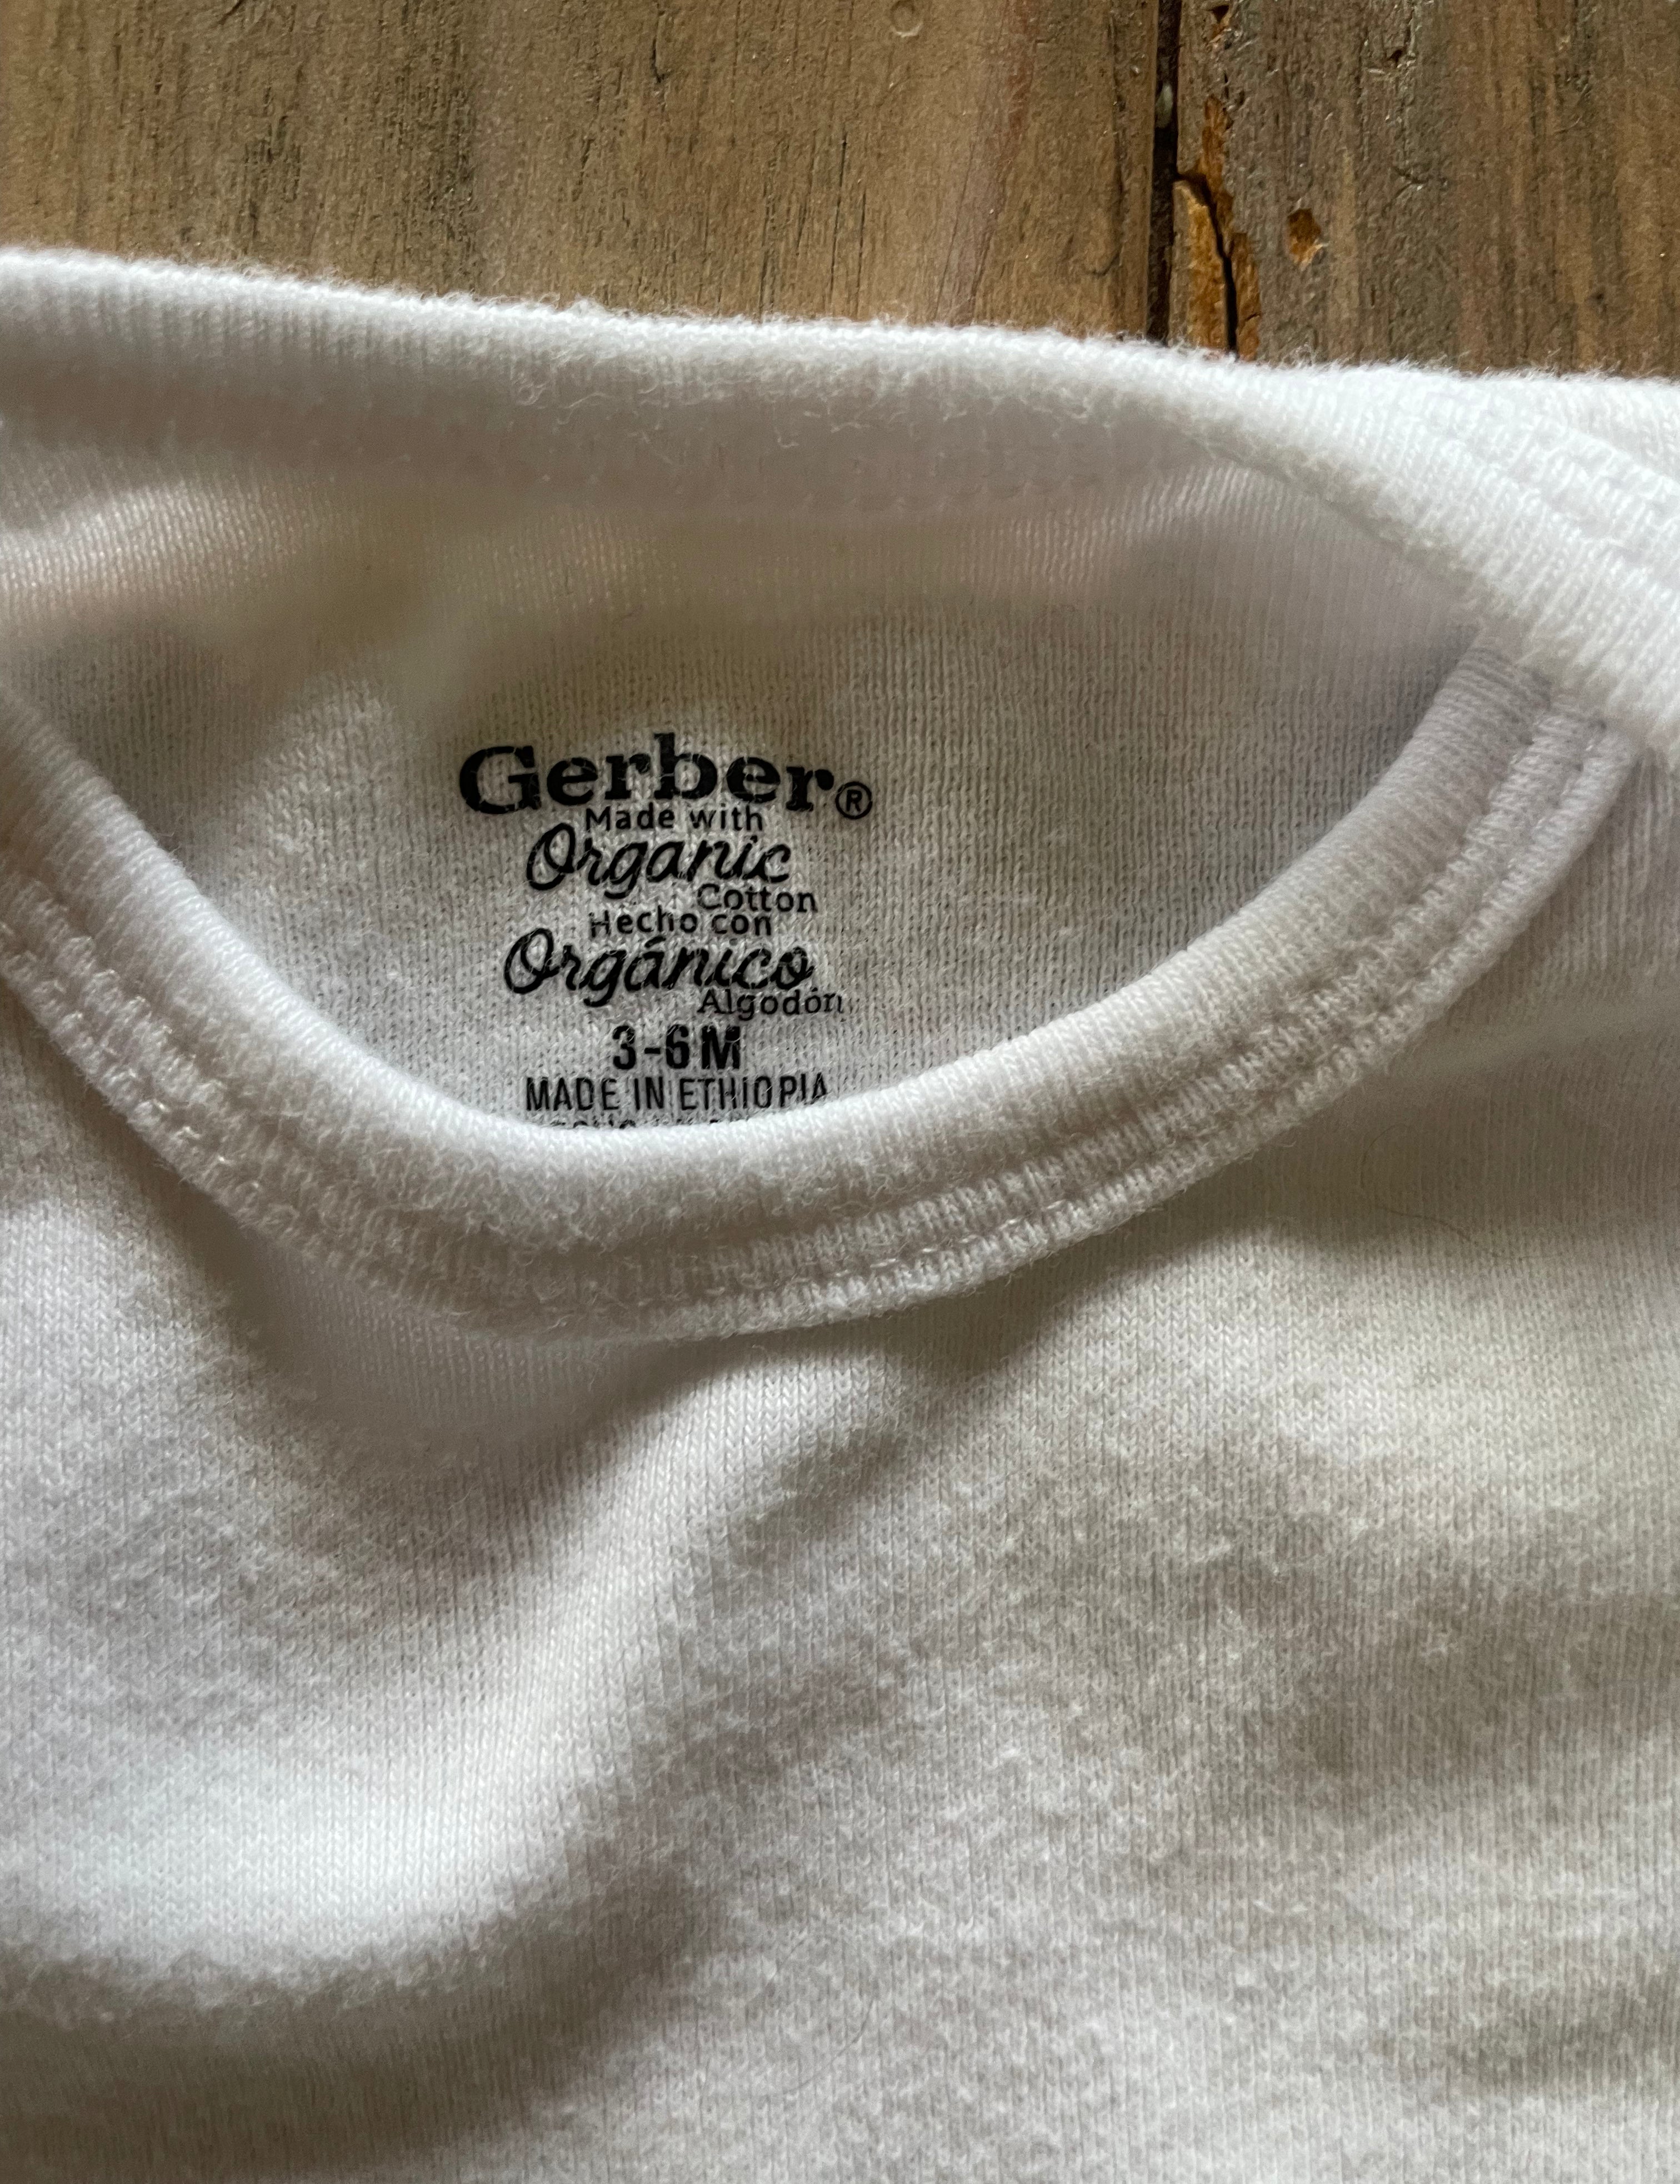 Gerber®
Made with
Organic
Cotton
Hecho con
Orgánico
Algodón
3-6M
MADE IN ETHIOPIA